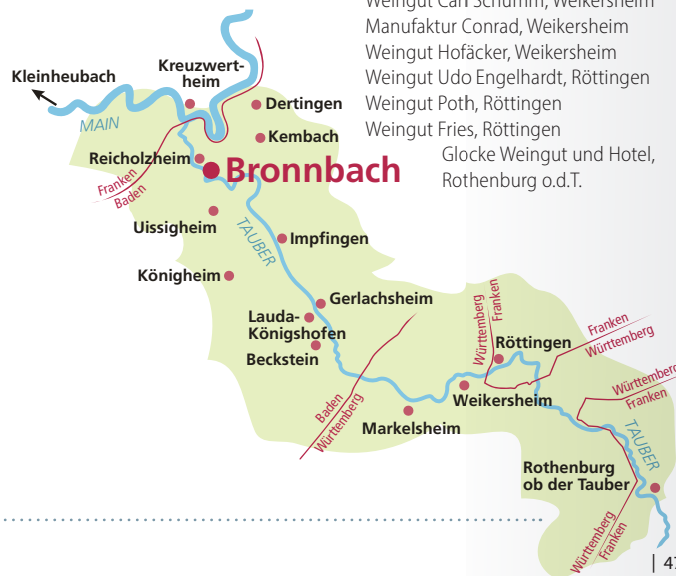 Weingut Carl Schumm, Weikersheim
Manufaktur Conrad, Weikersheim
Weingut Hofäcker, Weikersheim
Weingut Udo Engelhardt, Röttingen
Weingut Poth, Röttingen
Weingut Fries, Röttingen
Glocke Weingut und Hotel,
Rothenburg o.d.T.
Kleinheubach
Kreuzwert-
heim
MAIN
Dertingen
Kembach
Reicholzheim
Bronnbach
Franken
Baden
Uissigheim
TAUBER
Impfingen
Königheim
Gerlachsheim
Lauda-
Königshofen
Beckstein
Baden
Württemberg
Markelsheim
Weikersheim
Württemberg
Franken
Röttingen
Franken
Württemberg
Württemberg
Franken
TAUBER
Rothenburg
ob der Tauber
Württemberg
Franken
| 47